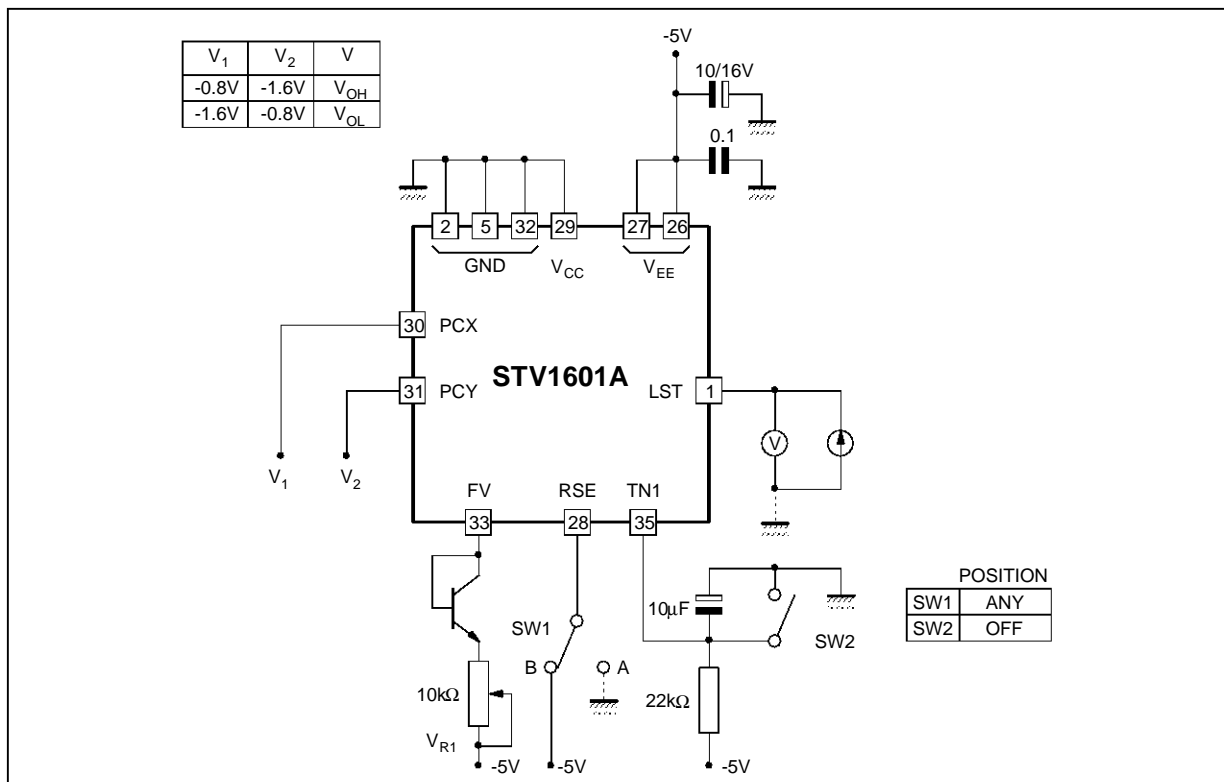 V1 V2 V
-0.8V -1.6V VOH
-1.6V -0.8V VOL
-5V
10/16V
0.1
2 5 32 29 27 26
GND VCC VEE
30 PCX
STV1601A
31 PCY
LST 1
V
V1 V2
FV RSE TN1
33 28 35
POSITION
SW1 ANY
SW2 OFF
10μF
SW1
SW2
B A
10kΩ
22kΩ
VR1
-5V -5V -5V